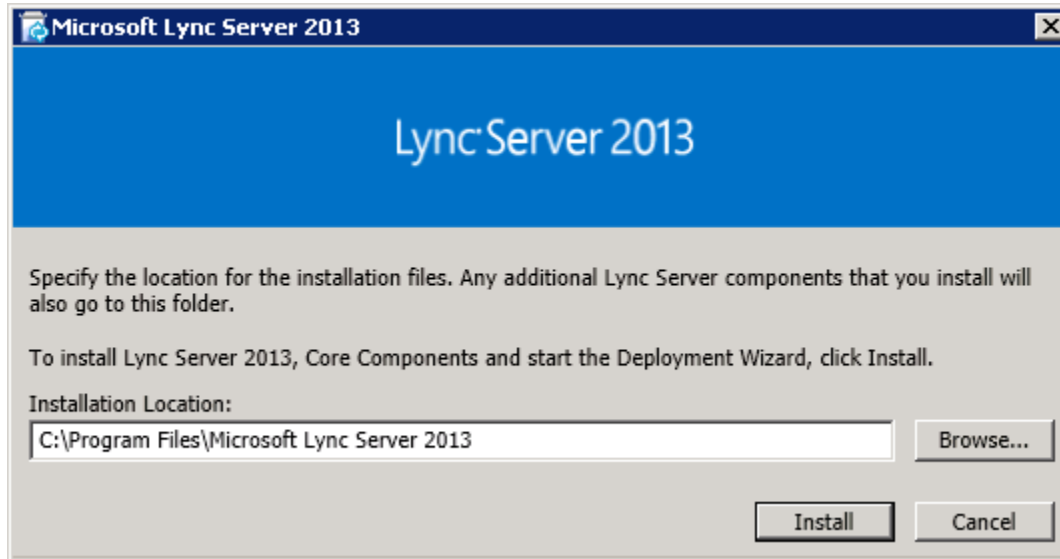 Microsoft Lync Server 2013
Lync Server 2013
Specify the location for the installation files. Any additional Lync Server components that you install will
also go to this folder.
To install Lync Server 2013, Core Components and start the Deployment Wizard, click Install.
Installation Location:
C:\Program Files\Microsoft Lync Server 2013
Browse...
Install
Cancel